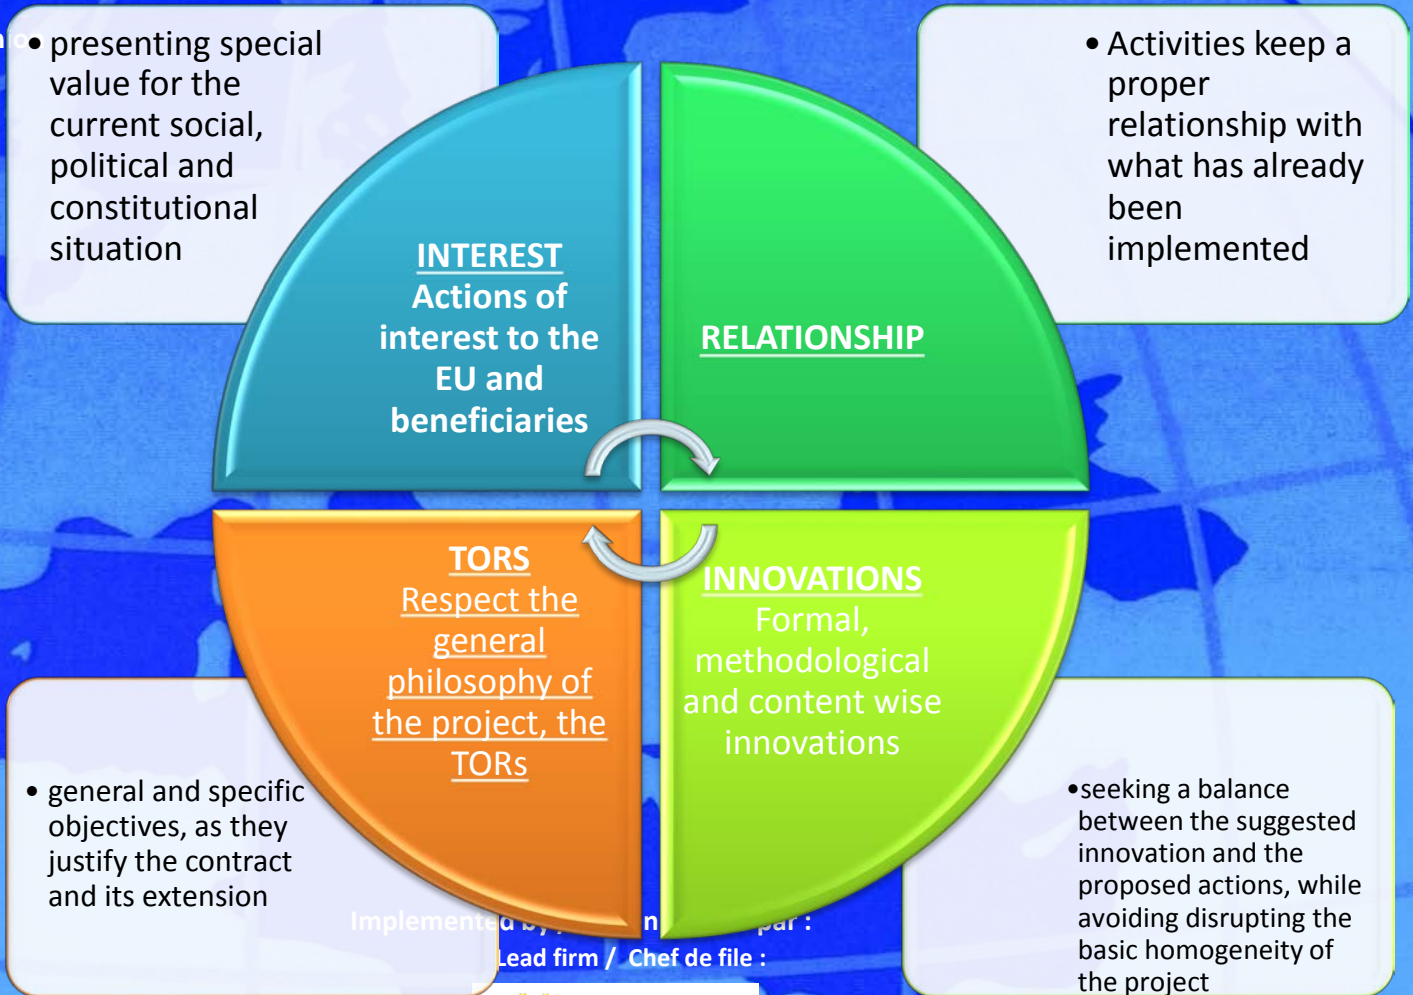 • presenting special
value for the
current social,
political and
constitutional
situation
• Activities keep a
proper
relationship with
what has already
been
implemented
INTEREST
Actions of
interest to the
EU and
beneficiaries
RELATIONSHIP
TORS
Respect the
general
philosophy of
the project, the
TORs
INNOVATIONS
Formal,
methodological
and content wise
innovations
• general and specific
objectives, as they
justify the contract
and its extension
•seeking a balance
between the suggested
innovation and the
proposed actions, while
avoiding disrupting the
basic homogeneity of
the project
Implemented par :
Lead firm / Chef de file :